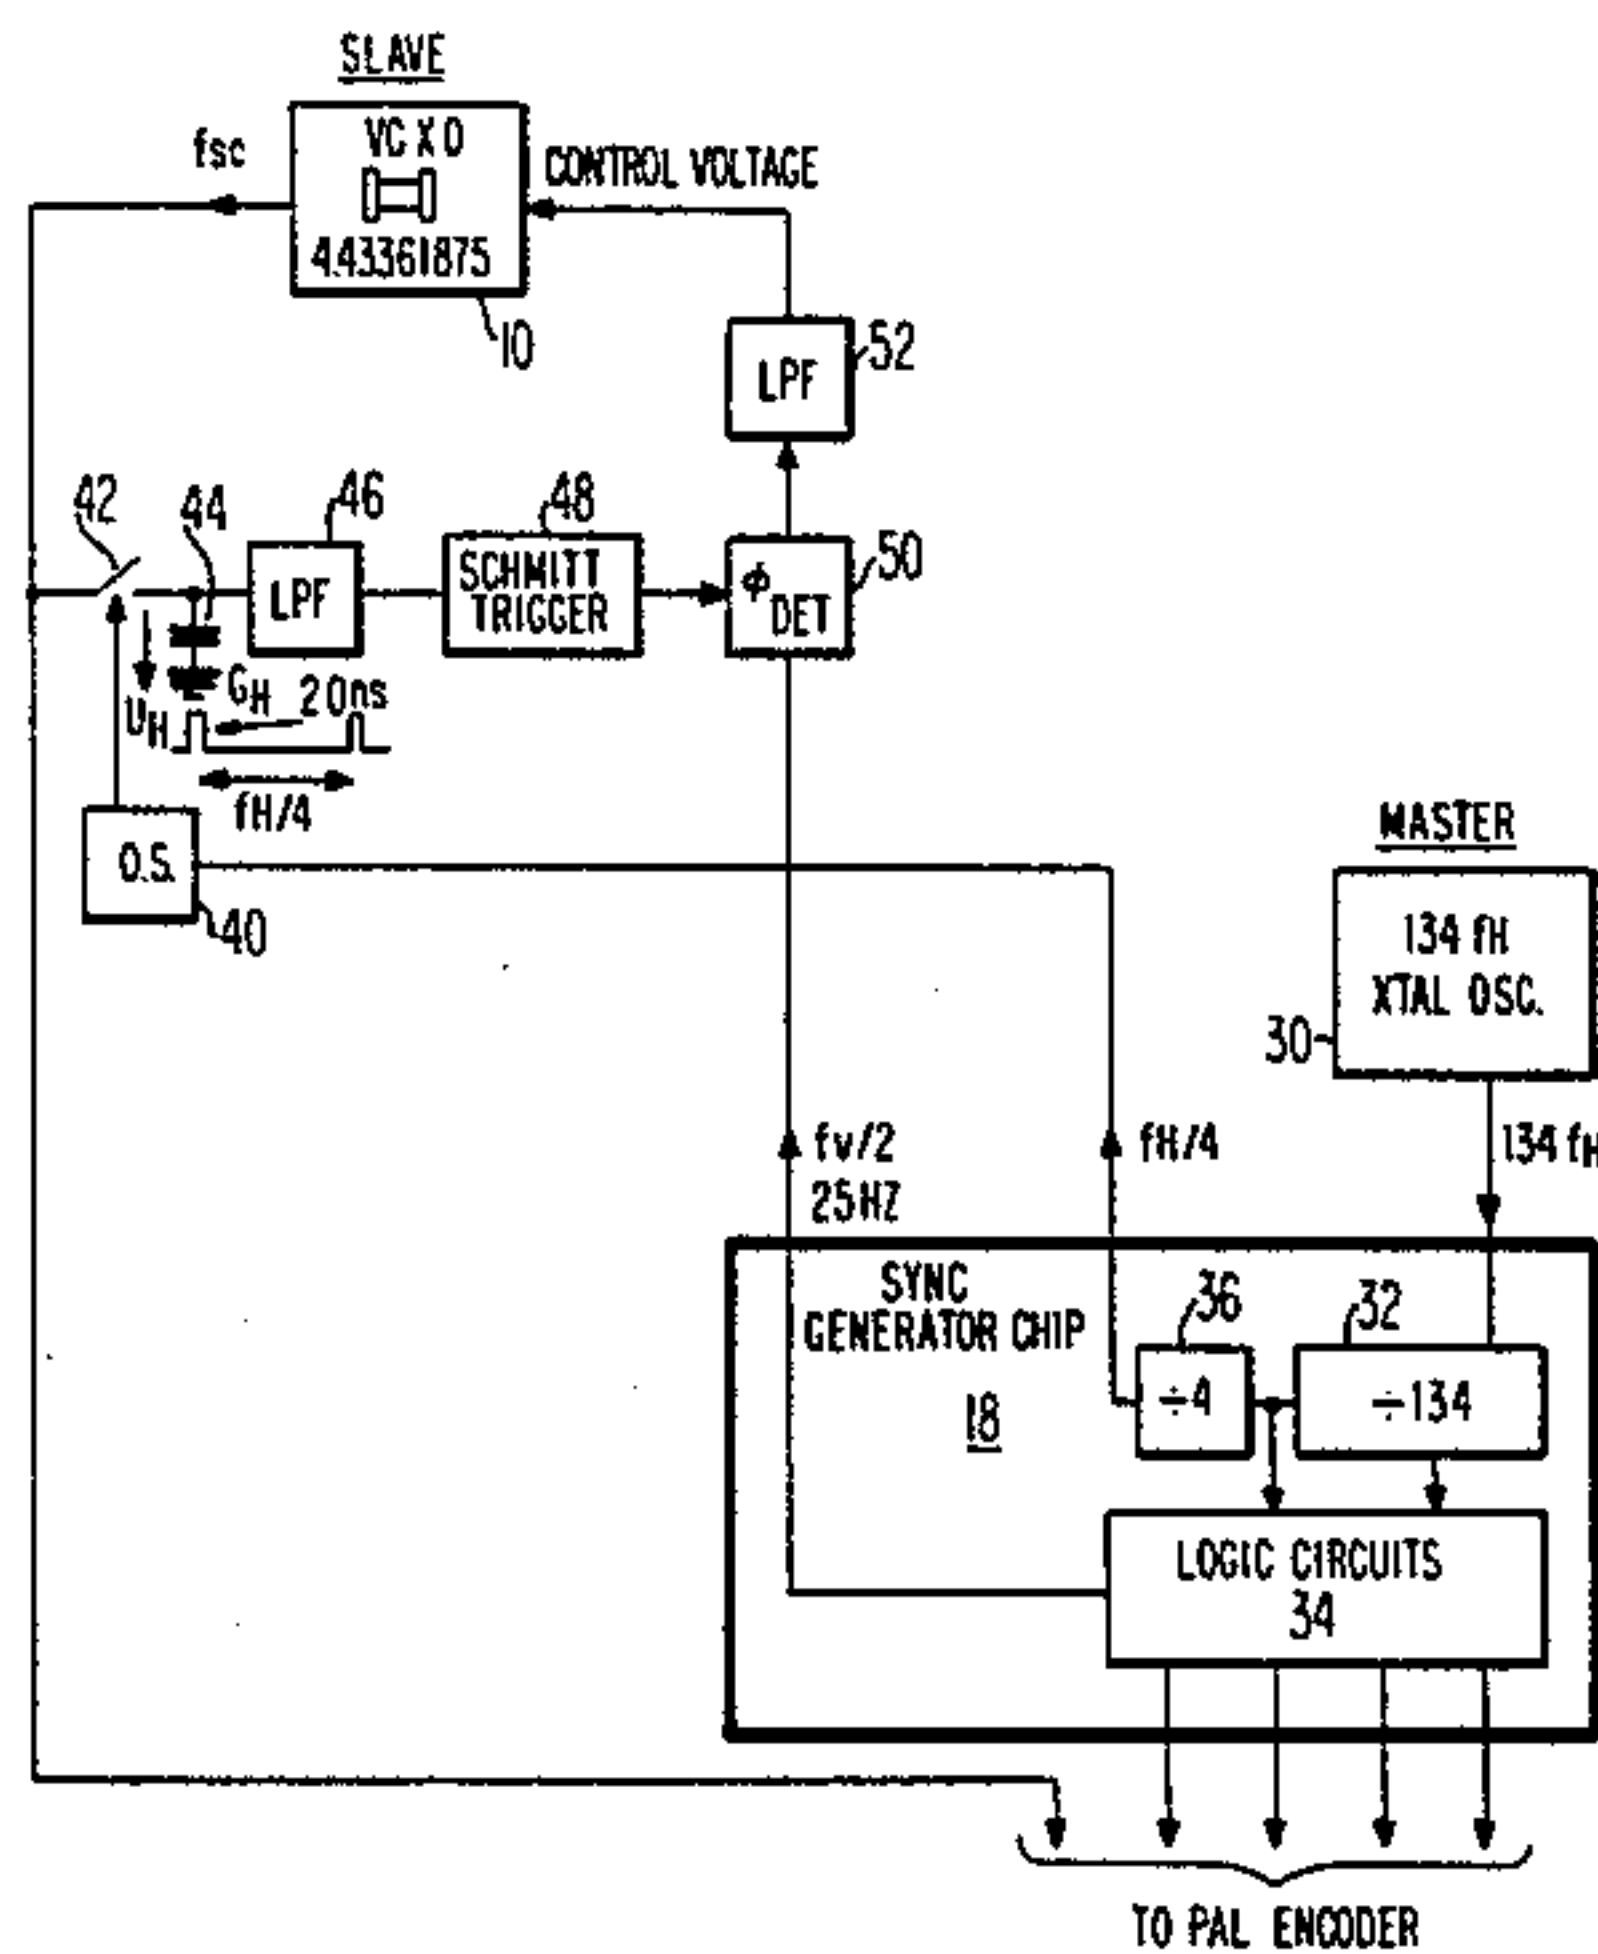 SLAVE
fsc
VCXO
4.43361875
CONTROL VOLTAGE
10
LPF
52
42
44
46
LPF
48
SCHMITT
TRIGGER
50
φ
DET
UH
GH
20ns
fH/4
O.S.
40
MASTER
134 fH
XTAL OSC.
30
fv/2
25HZ
fH/4
134 fH
SYNC
GENERATOR CHIP
18
36
÷4
32
÷134
LOGIC CIRCUITS
34
TO PAL ENCODER